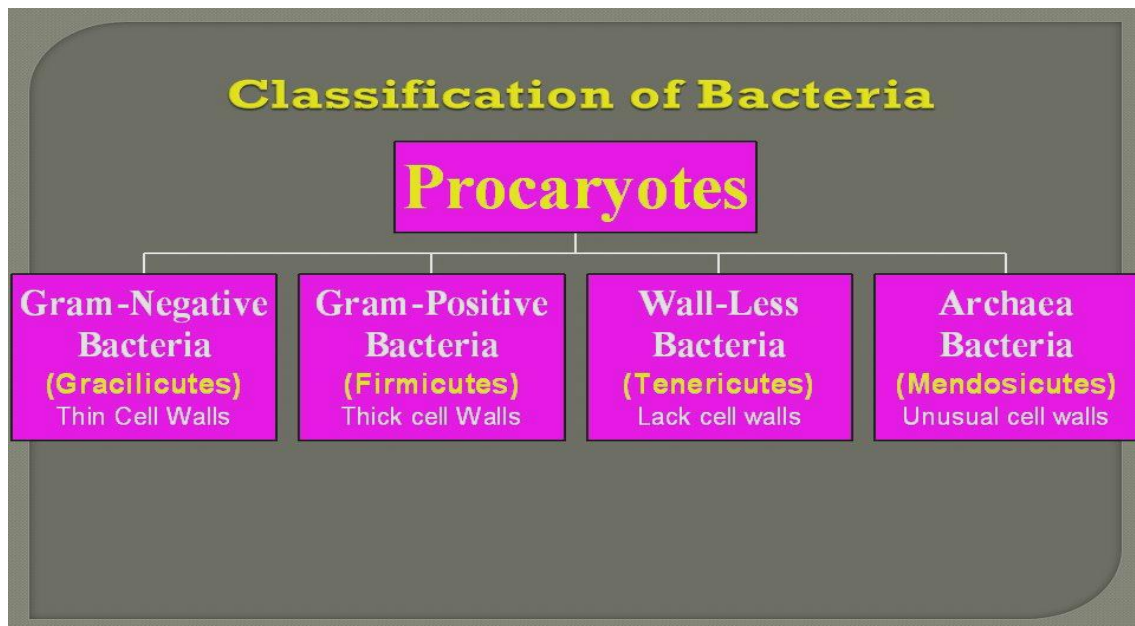 Classification of Bacteria
Procaryotes
Gram-Negative
Bacteria
(Gracilicutes)
Thin Cell Walls
Gram-Positive
Bacteria
(Firmicutes)
Thick cell Walls
Wall-Less
Bacteria
(Tenericutes)
Lack cell walls
Archaea
Bacteria
(Mendosicutes)
Unusual cell walls